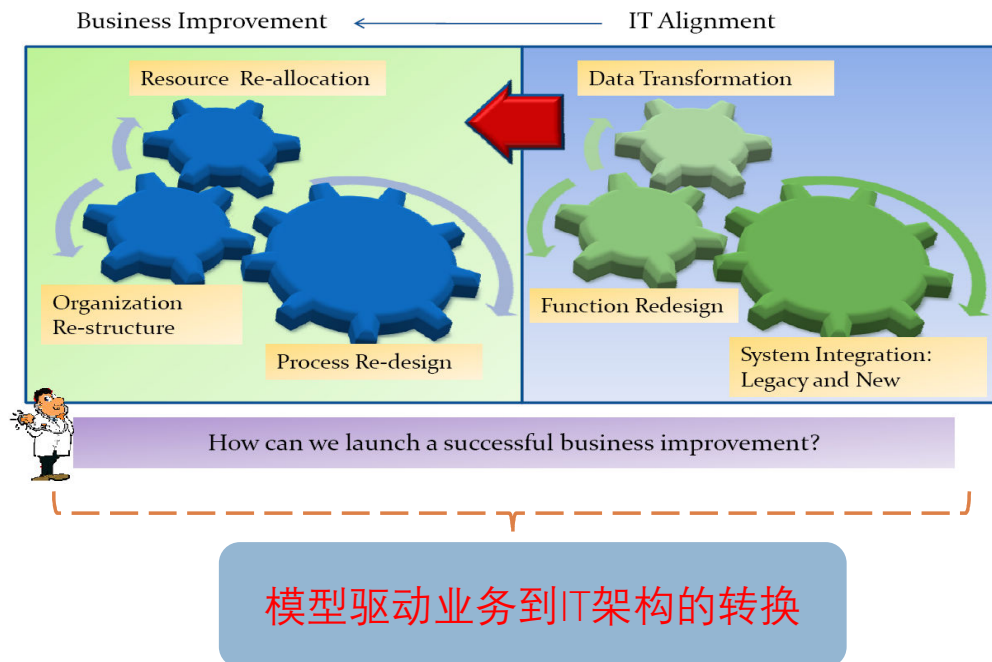 Business Improvement
IT Alignment
Resource Re-allocation
Data Transformation
Organization
Re-structure
Function Redesign
Process Re-design
System Integration:
Legacy and New
How can we launch a successful business improvement?
模型驱动业务到IT架构的转换